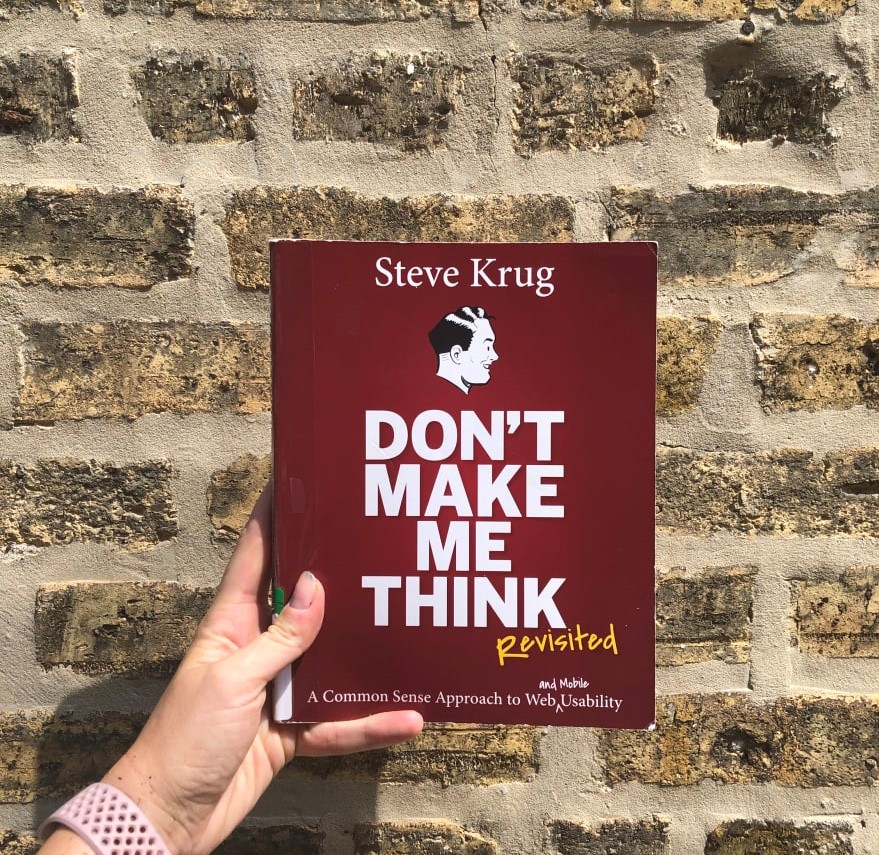 Steve Krug
DON'T
MAKE
ME
THINK
Revisited
and Mobile
A Common Sense Approach to Web ^ Usability